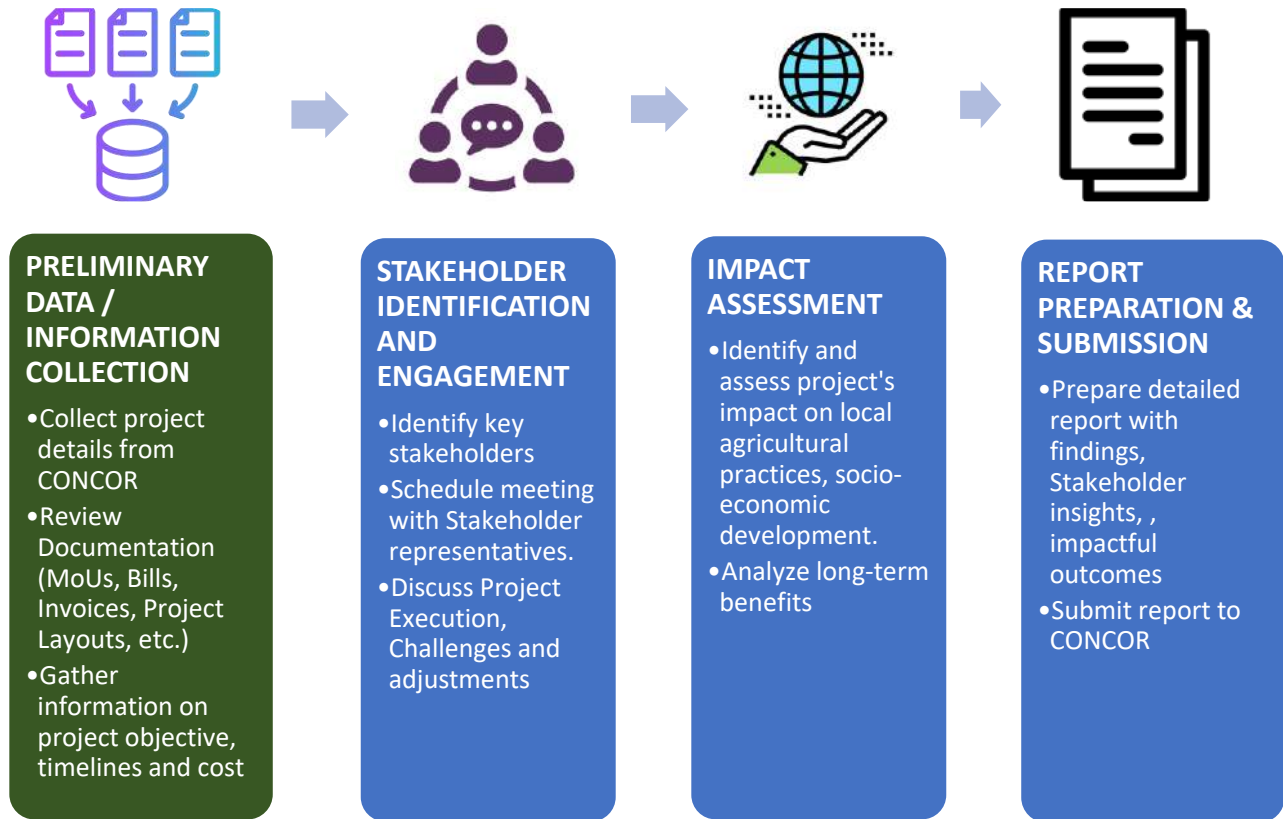 PRELIMINARY
DATA /
INFORMATION
COLLECTION
•Collect project
details from
CONCOR
•Review
Documentation
(MoUs, Bills,
Invoices, Project
Layouts, etc.)
•Gather
information on
project objective,
timelines and cost
STAKEHOLDER
IDENTIFICATION
AND
ENGAGEMENT
•Identify key
stakeholders
•Schedule meeting
with Stakeholder
representatives.
•Discuss Project
Execution,
Challenges and
adjustments
IMPACT
ASSESSMENT
•Identify and
assess project's
impact on local
agricultural
practices, socio-
economic
development.
•Analyze long-term
benefits
REPORT
PREPARATION &
SUBMISSION
•Prepare detailed
report with
findings,
Stakeholder
insights, ,
impactful
outcomes
•Submit report to
CONCOR